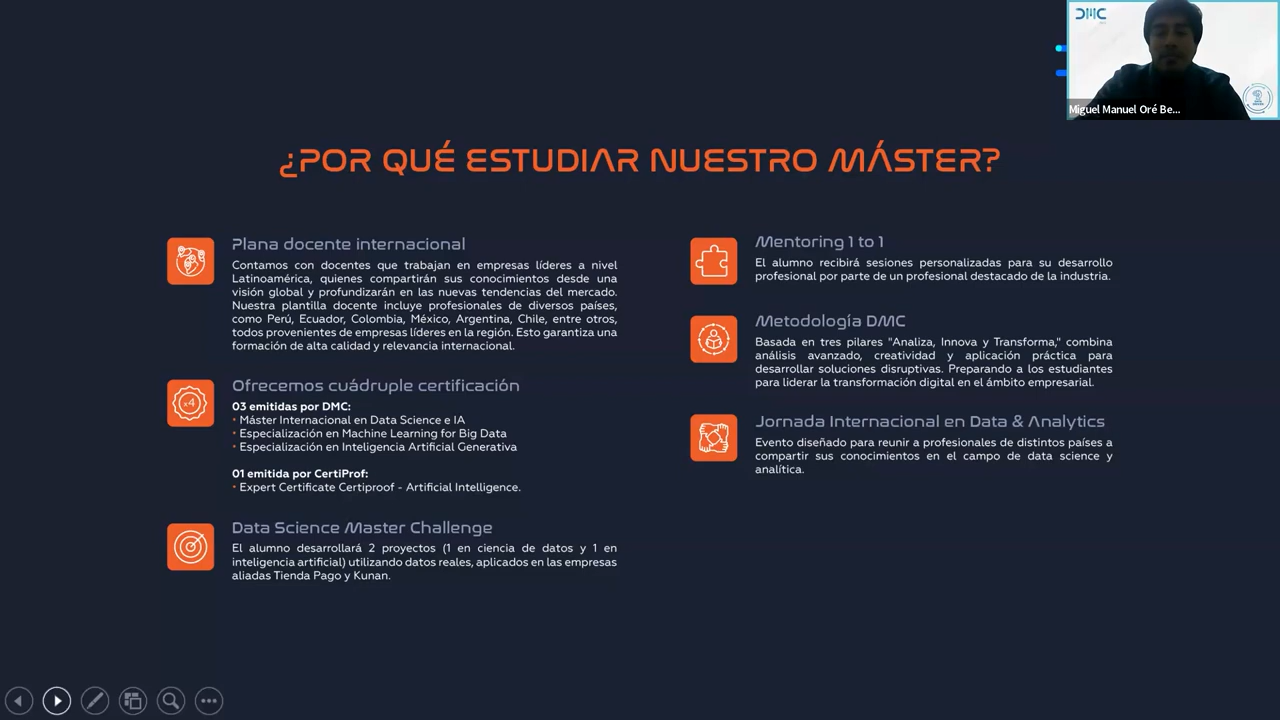 DMC
Miguel Manuel Oré Be...
¿POR QUÉ ESTUDIAR NUESTRO MÁSTER?
Plana docente internacional
Contamos con docentes que trabajan en empresas líderes a nivel
Latinoamérica, quienes compartirán sus conocimientos desde una
visión global y profundizarán en las nuevas tendencias del mercado.
Nuestra plantilla docente incluye profesionales de diversos países,
como Perú, Ecuador, Colombia, México, Argentina, Chile, entre otros,
todos provenientes de empresas líderes en la región. Esto garantiza una
formación de alta calidad y relevancia internacional.
x4
Ofrecemos cuádruple certificación
03 emitidas por DMC:
• Máster Internacional en Data Science e IA
• Especialización en Machine Learning for Big Data
• Especialización en Inteligencia Artificial Generativa
01 emitida por CertiProf:
• Expert Certificate Certiproof - Artificial Intelligence.
Data Science Master Challenge
El alumno desarrollará 2 proyectos (1 en ciencia de datos y 1 en
inteligencia artificial) utilizando datos reales, aplicados en las empresas
aliadas Tienda Pago y Kunan.
Mentoring 1 to 1
El alumno recibirá sesiones personalizadas para su desarrollo
profesional por parte de un profesional destacado de la industria.
Metodología DMC
Basada en tres pilares "Analiza, Innova y Transforma," combina
análisis avanzado, creatividad y aplicación práctica para
desarrollar soluciones disruptivas. Preparando a los estudiantes
para liderar la transformación digital en el ámbito empresarial.
Jornada Internacional en Data & Analytics
Evento diseñado para reunir a profesionales de distintos países a
compartir sus conocimientos en el campo de data science y
analítica.